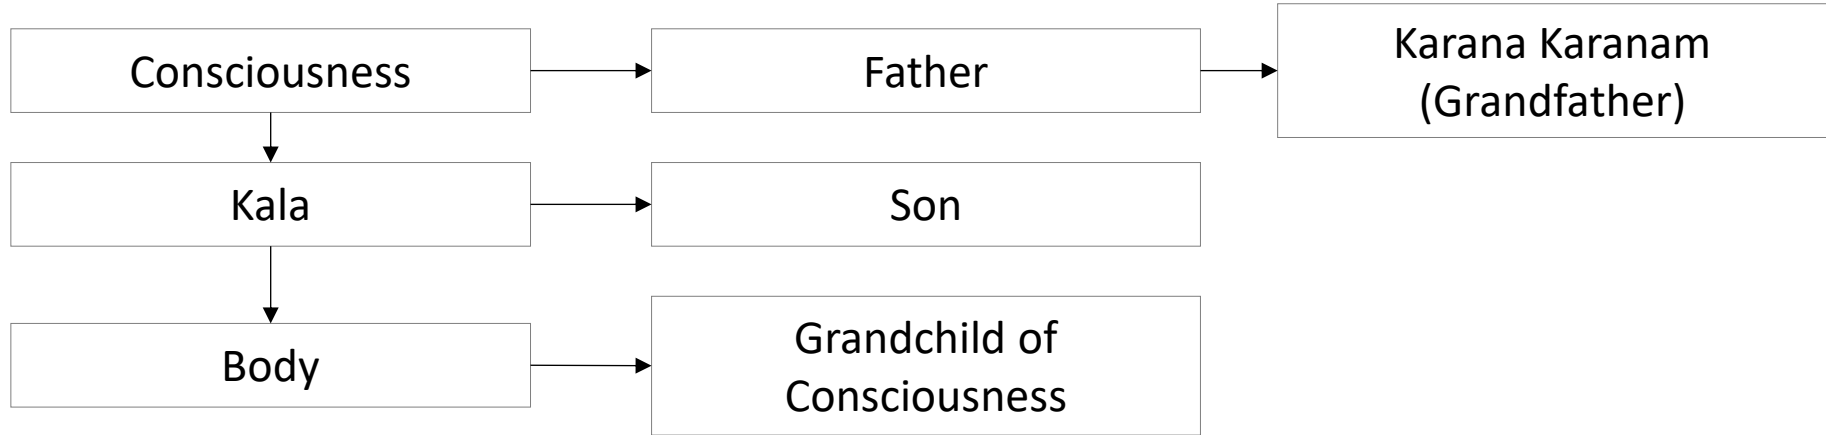 Consciousness
Father
Karana Karanam
(Grandfather)
Kala
Son
Body
Grandchild of
Consciousness